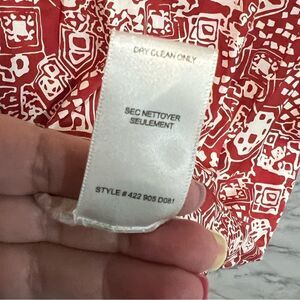 DRY CLEAN ONLY
SEC NETTOYER
SEULEMENT
STYLE # 422 905 D081